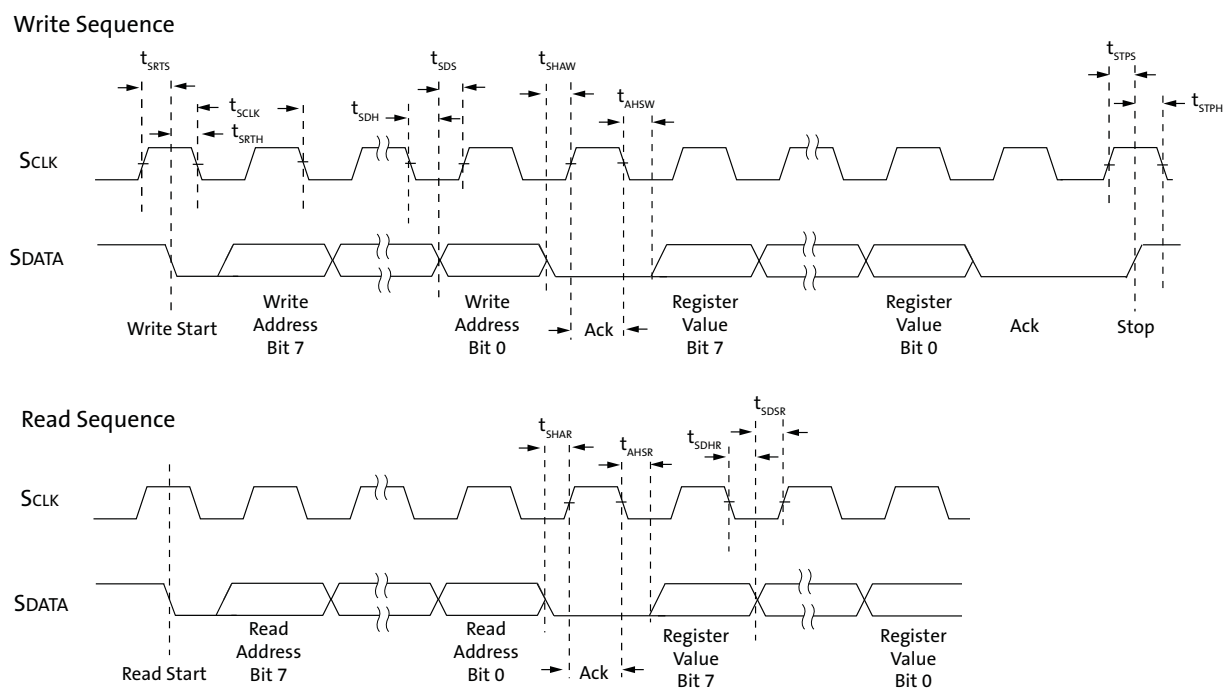 Write Sequence
tSRTS
tSDS
tSHAW
tSTPS
tSCLK
tSDH
tAHSW
tSTPH
tSRTH
SCLK
SDATA
Write Start
Write
Address
Bit 7
Write
Address
Bit 0
Ack
Register
Value
Bit 7
Register
Value
Bit 0
Ack
Stop
Read Sequence
tSHAR
tAHSR
tSDHR
tSDSR
SCLK
SDATA
Read Start
Read
Address
Bit 7
Read
Address
Bit 0
Ack
Register
Value
Bit 7
Register
Value
Bit 0